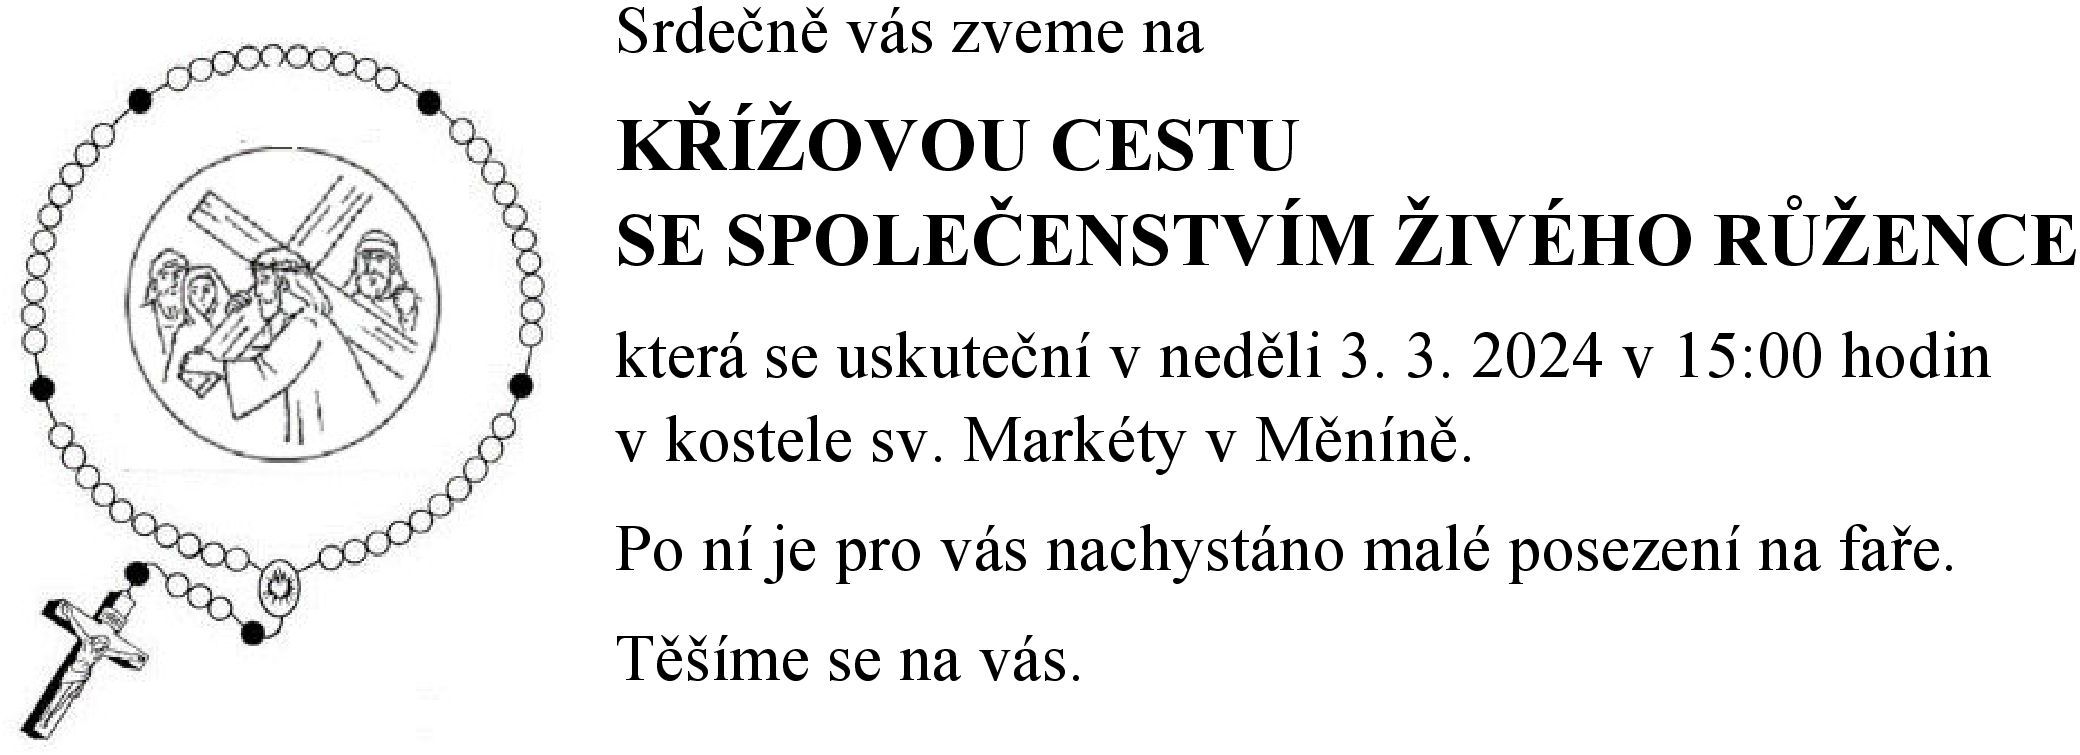 Srdečně vás zveme na
KŘÍŽOVOU CESTU
SE SPOLEČENSTVÍM ŽIVÉHO RŮŽENCE
která se uskuteční v neděli 3. 3. 2024 v 15:00 hodin
v kostele sv. Markéty v Měníně.
Po ní je pro vás nachystáno malé posezení na faře.
Těšíme se na vás.